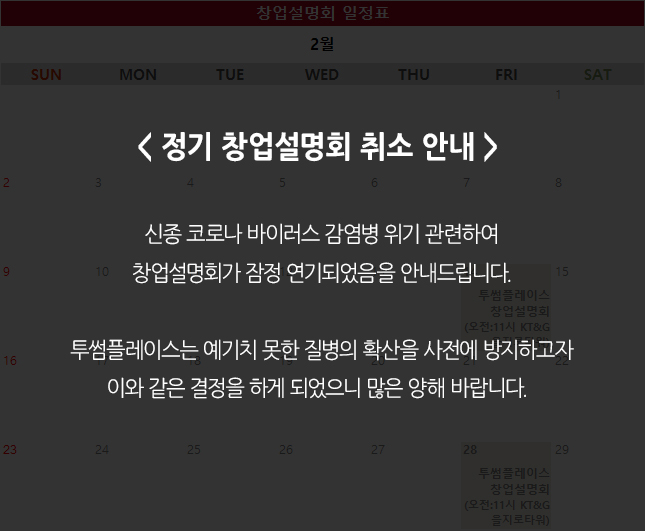 창업설명회 일정표
2월
SUN MON TUE WED THU FRI SAT
1
< 정기 창업설명회 취소 안내 >
2 3 4 5 6 7 8
신종 코로나 바이러스 감염병 위기 관련하여
창업설명회가 잠정 연기되었음을 안내드립니다.
9 10 15
투썸플레이스
창업설명회
(오전:11시 KT&G
투썸플레이스는 예기치 못한 질병의 확산을 사전에 방지하고자
16 22
이와 같은 결정을 하게 되었으니 많은 양해 바랍니다.
23 24 25 26 27 28 29
투썸플레이스
창업설명회
(오전:11시 KT&G
을지로타워)